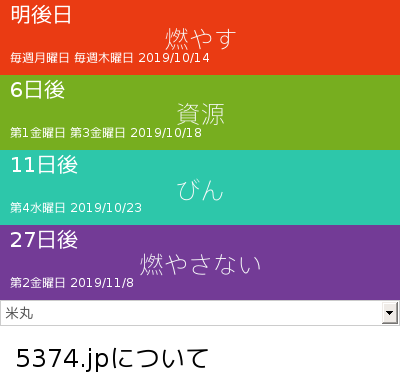 明後日
燃やす
毎週月曜日 毎週木曜日 2019/10/14
6日後
資源
第1金曜日 第3金曜日 2019/10/18
11日後
びん
第4水曜日 2019/10/23
27日後
燃やさない
第2金曜日 2019/11/8
米丸
5374.jpについて